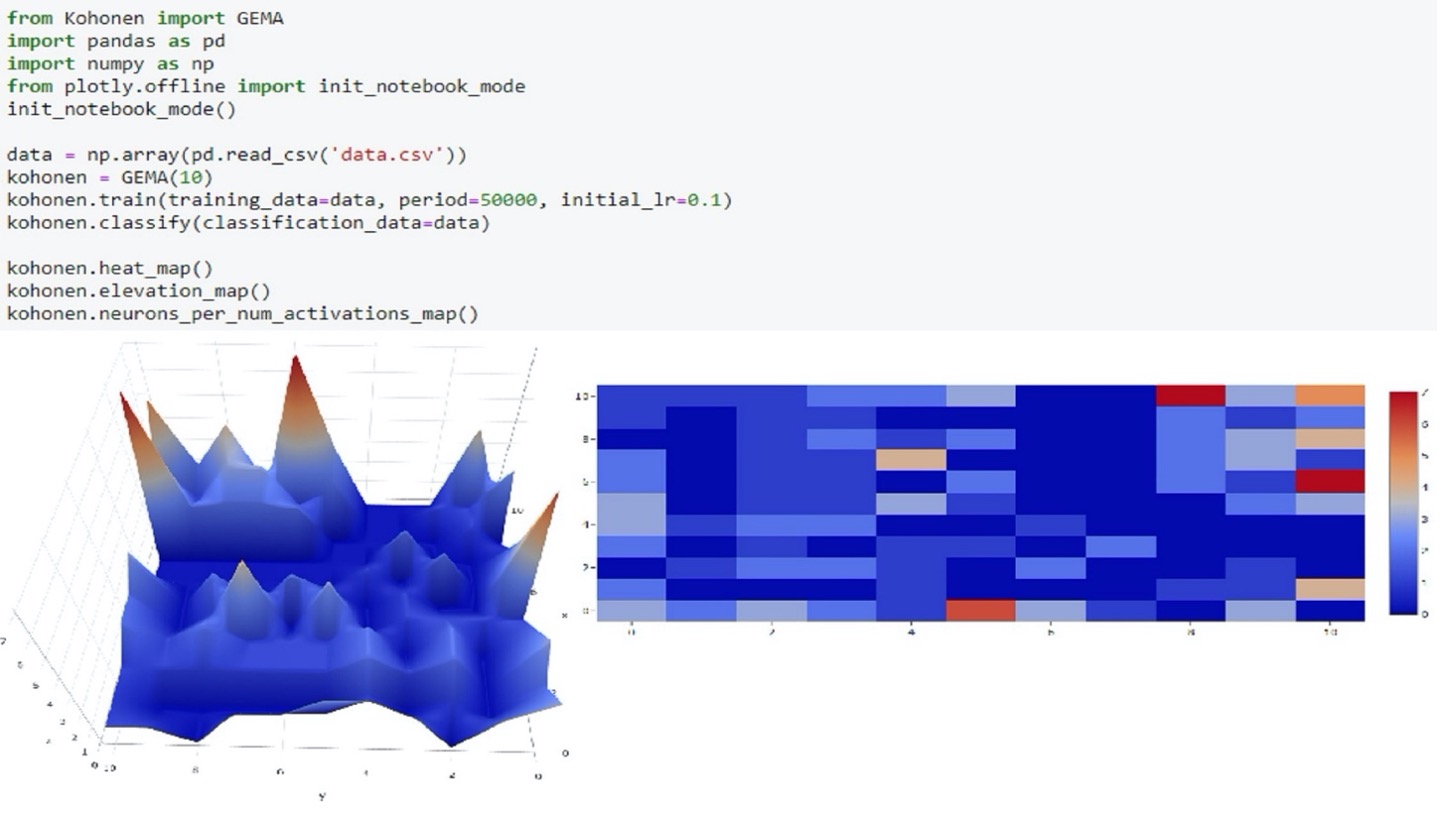 from Kohonen import GEMA
import pandas as pd
import numpy as np
from plotly.offline import init_notebook_mode
init_notebook_mode()
data = np.array(pd.read_csv('data.csv'))
kohonen = GEMA(10)
kohonen.train(training_data=data, period=50000, initial_lr=0.1)
kohonen.classify(classification_data=data)
kohonen.heat_map()
kohonen.elevation_map()
kohonen.neurons_per_num_activations_map()
10
8
6
4
2
0
0 2 4 6 8 10
7
6
5
4
3
2
1
0
10
8
x
2
0
7
6
5
4
3
2
1
0 10 8 6 4 2 0
y